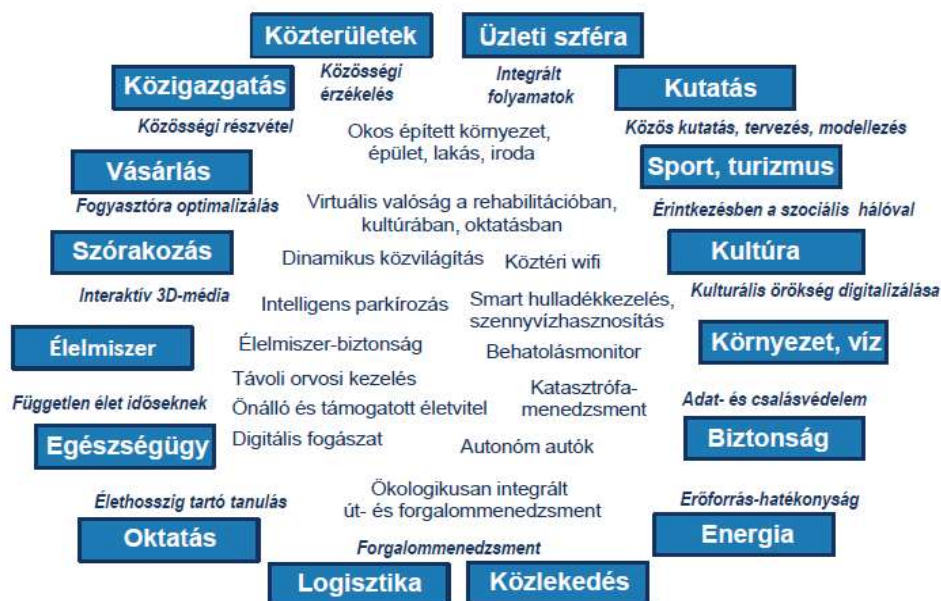 Közterületek
Üzleti szféra
Közigazgatás
Közösségi
érzékelés
Integrált
folyamatok
Kutatás
Közösségi részvétel
Okos épített környezet,
épület, lakás, iroda
Közös kutatás, tervezés, modellezés
Vásárlás
Sport, turizmus
Fogyasztóra optimalizálás
Virtuális valóság a rehabilitációban,
kultúrában, oktatásban
Érintkezésben a szociális hálóval
Szórakozás
Dinamikus közvilágítás
Köztéri wifi
Kultúra
Interaktív 3D-média
Intelligens parkírozás
Smart hulladékkezelés,
szennyvízhasznosítás
Kulturális örökség digitalizálása
Élelmiszer
Élelmiszer-biztonság
Behatolásmonitor
Környezet, víz
Távoli orvosi kezelés
Katasztrófa-
menedzsment
Független élet időseknek
Önálló és támogatott életvitel
Adat- és csalásvédelem
Egészségügy
Digitális fogászat
Autonóm autók
Biztonság
Élethosszig tartó tanulás
Ökologikusan integrált
út- és forgalommenedzsment
Erőforrás-hatékonyság
Oktatás
Energia
Forgalommenedzsment
Logisztika
Közlekedés